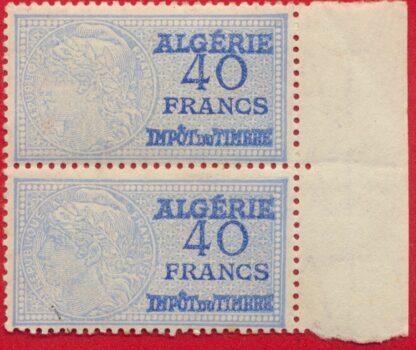 ALGÉRIE
40
FRANCS
IMPÔT DU TIMBRE
ALGÉRIE
40
FRANCS
IMPÔT DU TIMBRE